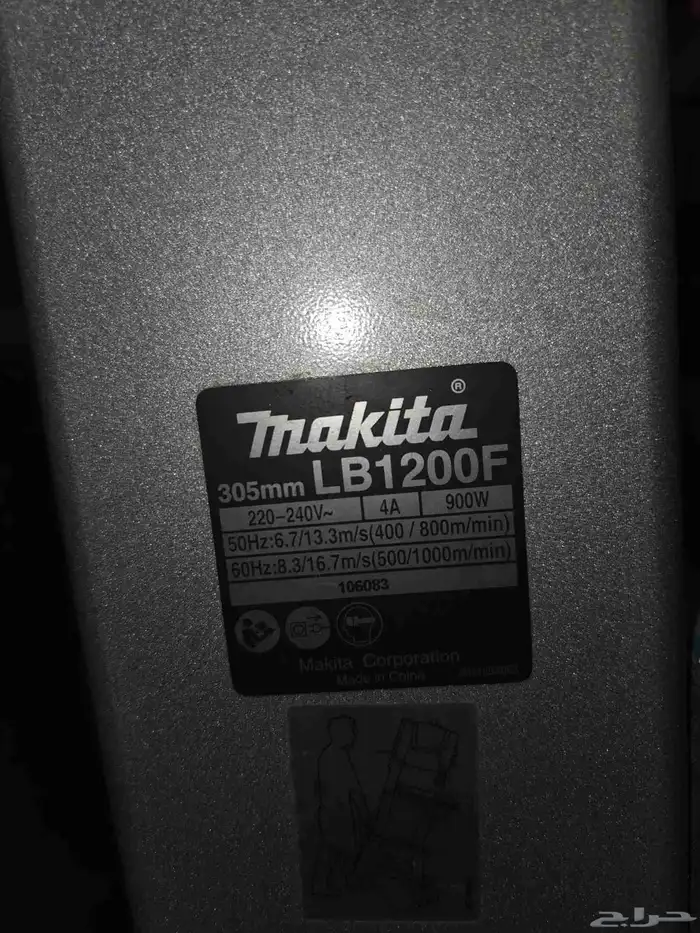 makita®
305mm LB1200F
220-240V~ 4A 900W
50Hz:6.7/13.3m/s(400 / 800m/min)
60Hz:8.3/16.7m/s(500/1000m/min)
106083
Makita Corporation
Made in China
حراج